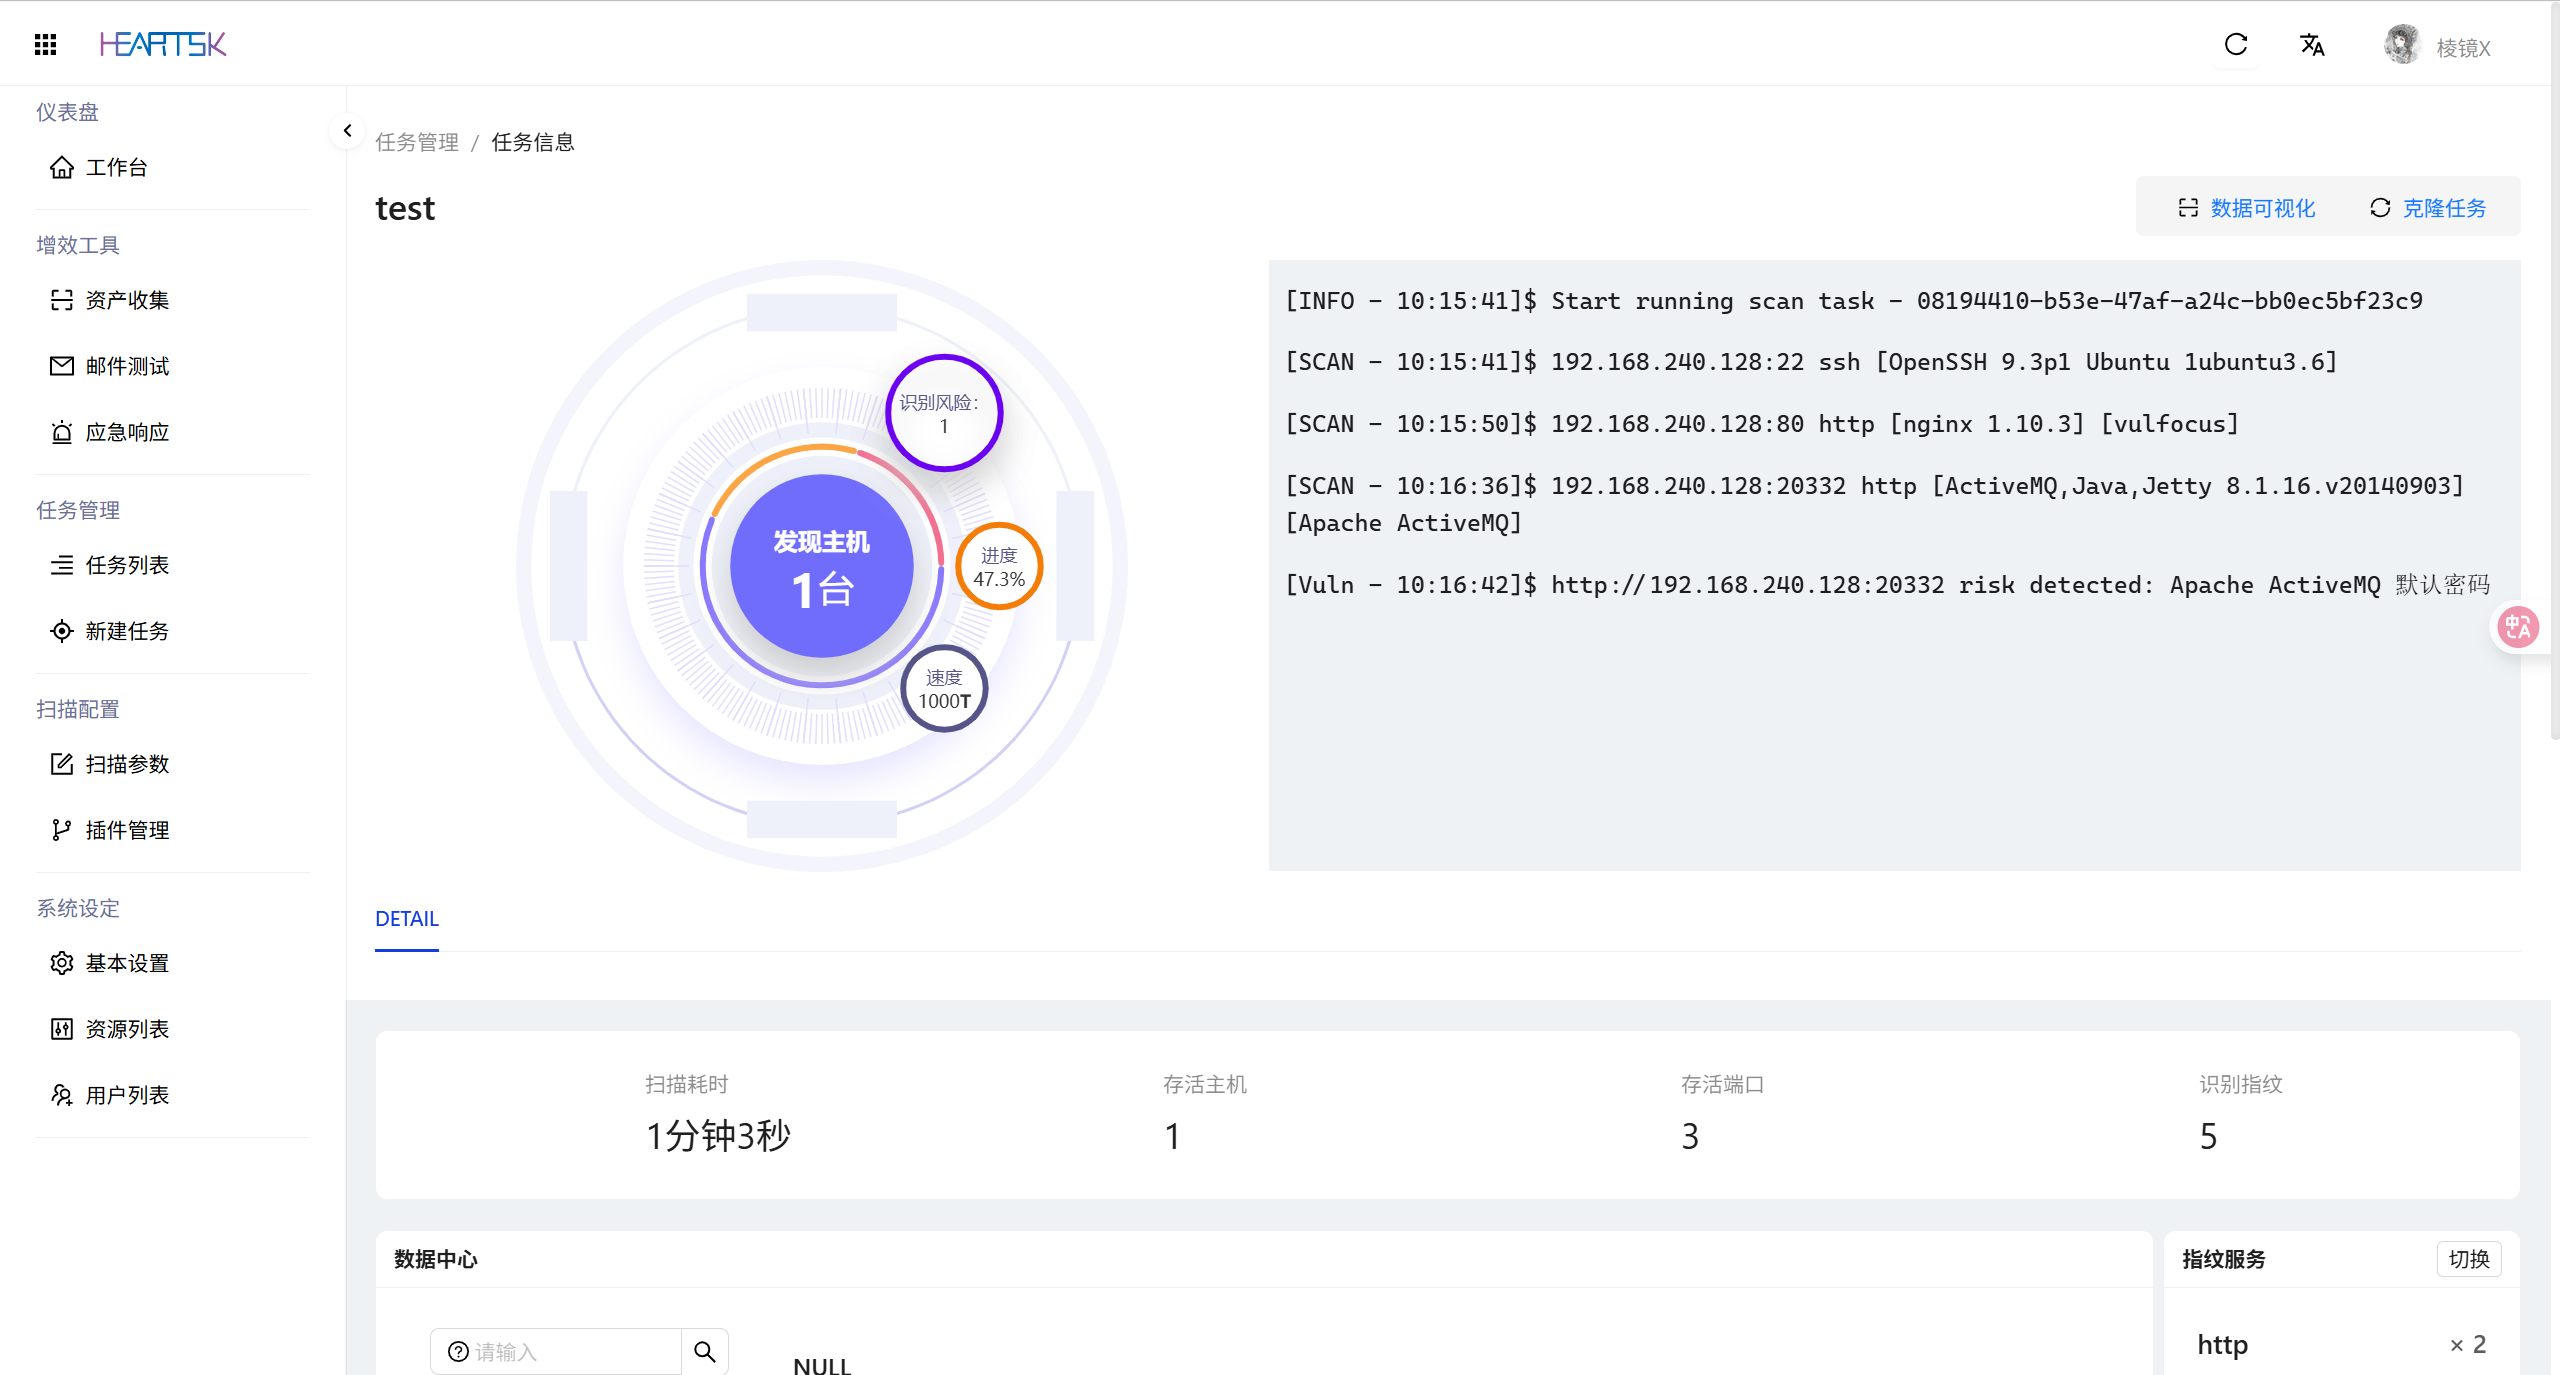 HEARTSK
棱镜X
仪表盘
工作台
增效工具
资产收集
邮件测试
应急响应
任务管理
任务列表
新建任务
扫描配置
扫描参数
插件管理
系统设定
基本设置
资源列表
用户列表
任务管理 / 任务信息
test
数据可视化
克隆任务
识别风险:
1
发现主机
1台
进度
47.3%
速度
1000T
[INFO - 10:15:41]$ Start running scan task - 08194410-b53e-47af-a24c-bb0ec5bf23c9
[SCAN - 10:15:41]$ 192.168.240.128:22 ssh [OpenSSH 9.3p1 Ubuntu 1ubuntu3.6]
[SCAN - 10:15:50]$ 192.168.240.128:80 http [nginx 1.10.3] [vulfocus]
[SCAN - 10:16:36]$ 192.168.240.128:20332 http [ActiveMQ,Java,Jetty 8.1.16.v20140903]
[Apache ActiveMQ]
[Vuln - 10:16:42]$ http://192.168.240.128:20332 risk detected: Apache ActiveMQ 默认密码
DETAIL
扫描耗时
1分钟3秒
存活主机
1
存活端口
3
识别指纹
5
数据中心
请输入
NULL
指纹服务
切换
http
× 2